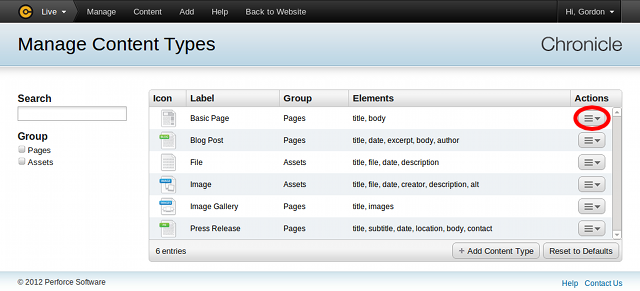 Live Manage Content Add Help Back to Website Hi, Gordon
Manage Content Types Chronicle
Search
Group
Pages
Assets
Icon Label Group Elements Actions
Basic Page Pages title, body
Blog Post Pages title, date, excerpt, body, author
File Assets title, file, date, description
Image Assets title, file, date, creator, description, alt
Image Gallery Pages title, images
Press Release Pages title, subtitle, date, location, body, contact
6 entries + Add Content Type Reset to Defaults
© 2012 Perforce Software Help Contact Us